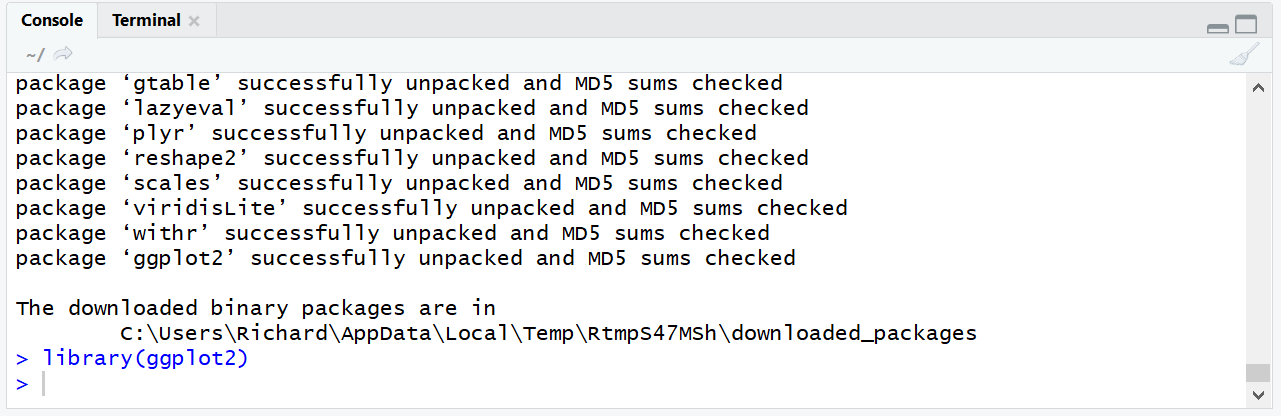 Console Terminal
~/
package ‘gtable’ successfully unpacked and MD5 sums checked
package ‘lazyeval’ successfully unpacked and MD5 sums checked
package ‘plyr’ successfully unpacked and MD5 sums checked
package ‘reshape2’ successfully unpacked and MD5 sums checked
package ‘scales’ successfully unpacked and MD5 sums checked
package ‘viridisLite’ successfully unpacked and MD5 sums checked
package ‘withr’ successfully unpacked and MD5 sums checked
package ‘ggplot2’ successfully unpacked and MD5 sums checked
The downloaded binary packages are in
C:\Users\Richard\AppData\Local\Temp\RtmpS47MSh\downloaded_packages
> library(ggplot2)
>